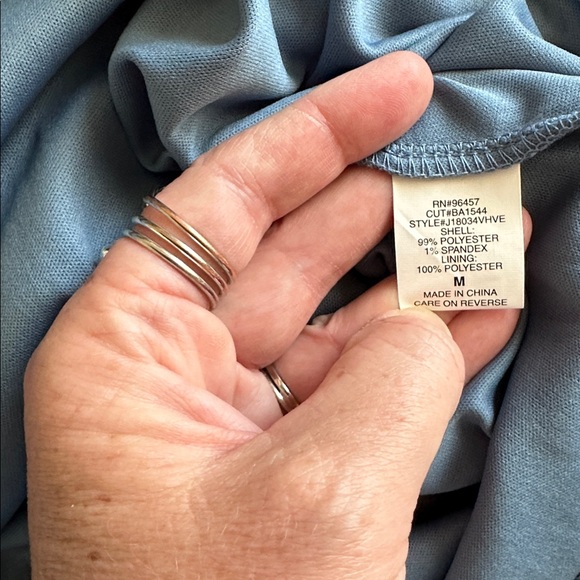 RN#96457
CUT#BA1544
STYLE#J18034VHVE
SHELL:
99% POLYESTER
1% SPANDEX
LINING:
100% POLYESTER
M
MADE IN CHINA
CARE ON REVERSE